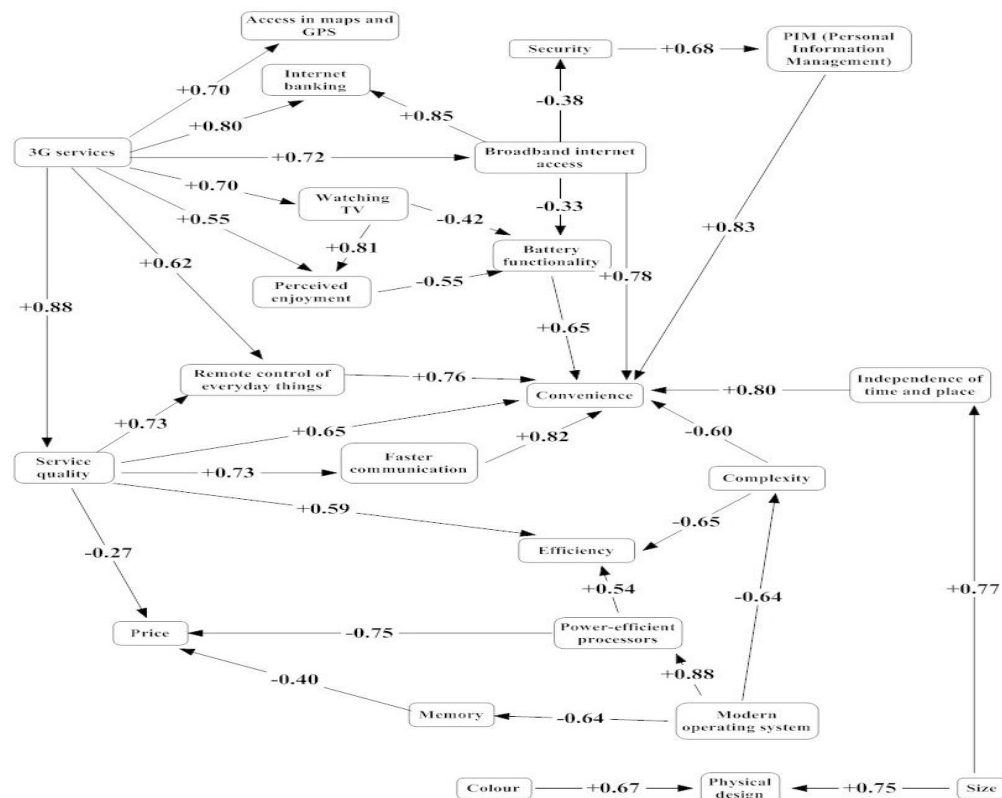 Access in maps and
GPS
Security
+0.68
PIM (Personal
Information
Management)
+0.70
Internet
banking
-0.38
+0.85
+0.80
3G services
+0.72
Broadband internet
access
+0.70
Watching
TV
-0.42
-0.33
+0.55
+0.81
Battery
functionality
+0.83
+0.62
Perceived
enjoyment
-0.55
+0.78
+0.88
+0.65
Remote control of
everyday things
+0.76
Convenience
+0.80
Independence of
time and place
+0.73
+0.65
-0.60
Service
quality
+0.73
Faster
communication
+0.82
Complexity
+0.59
-0.65
Efficiency
-0.27
+0.54
-0.64
+0.77
Price
-0.75
Power-efficient
processors
-0.40
+0.88
Memory
-0.64
Modern
operating system
Colour
+0.67
Physical
design
+0.75
Size